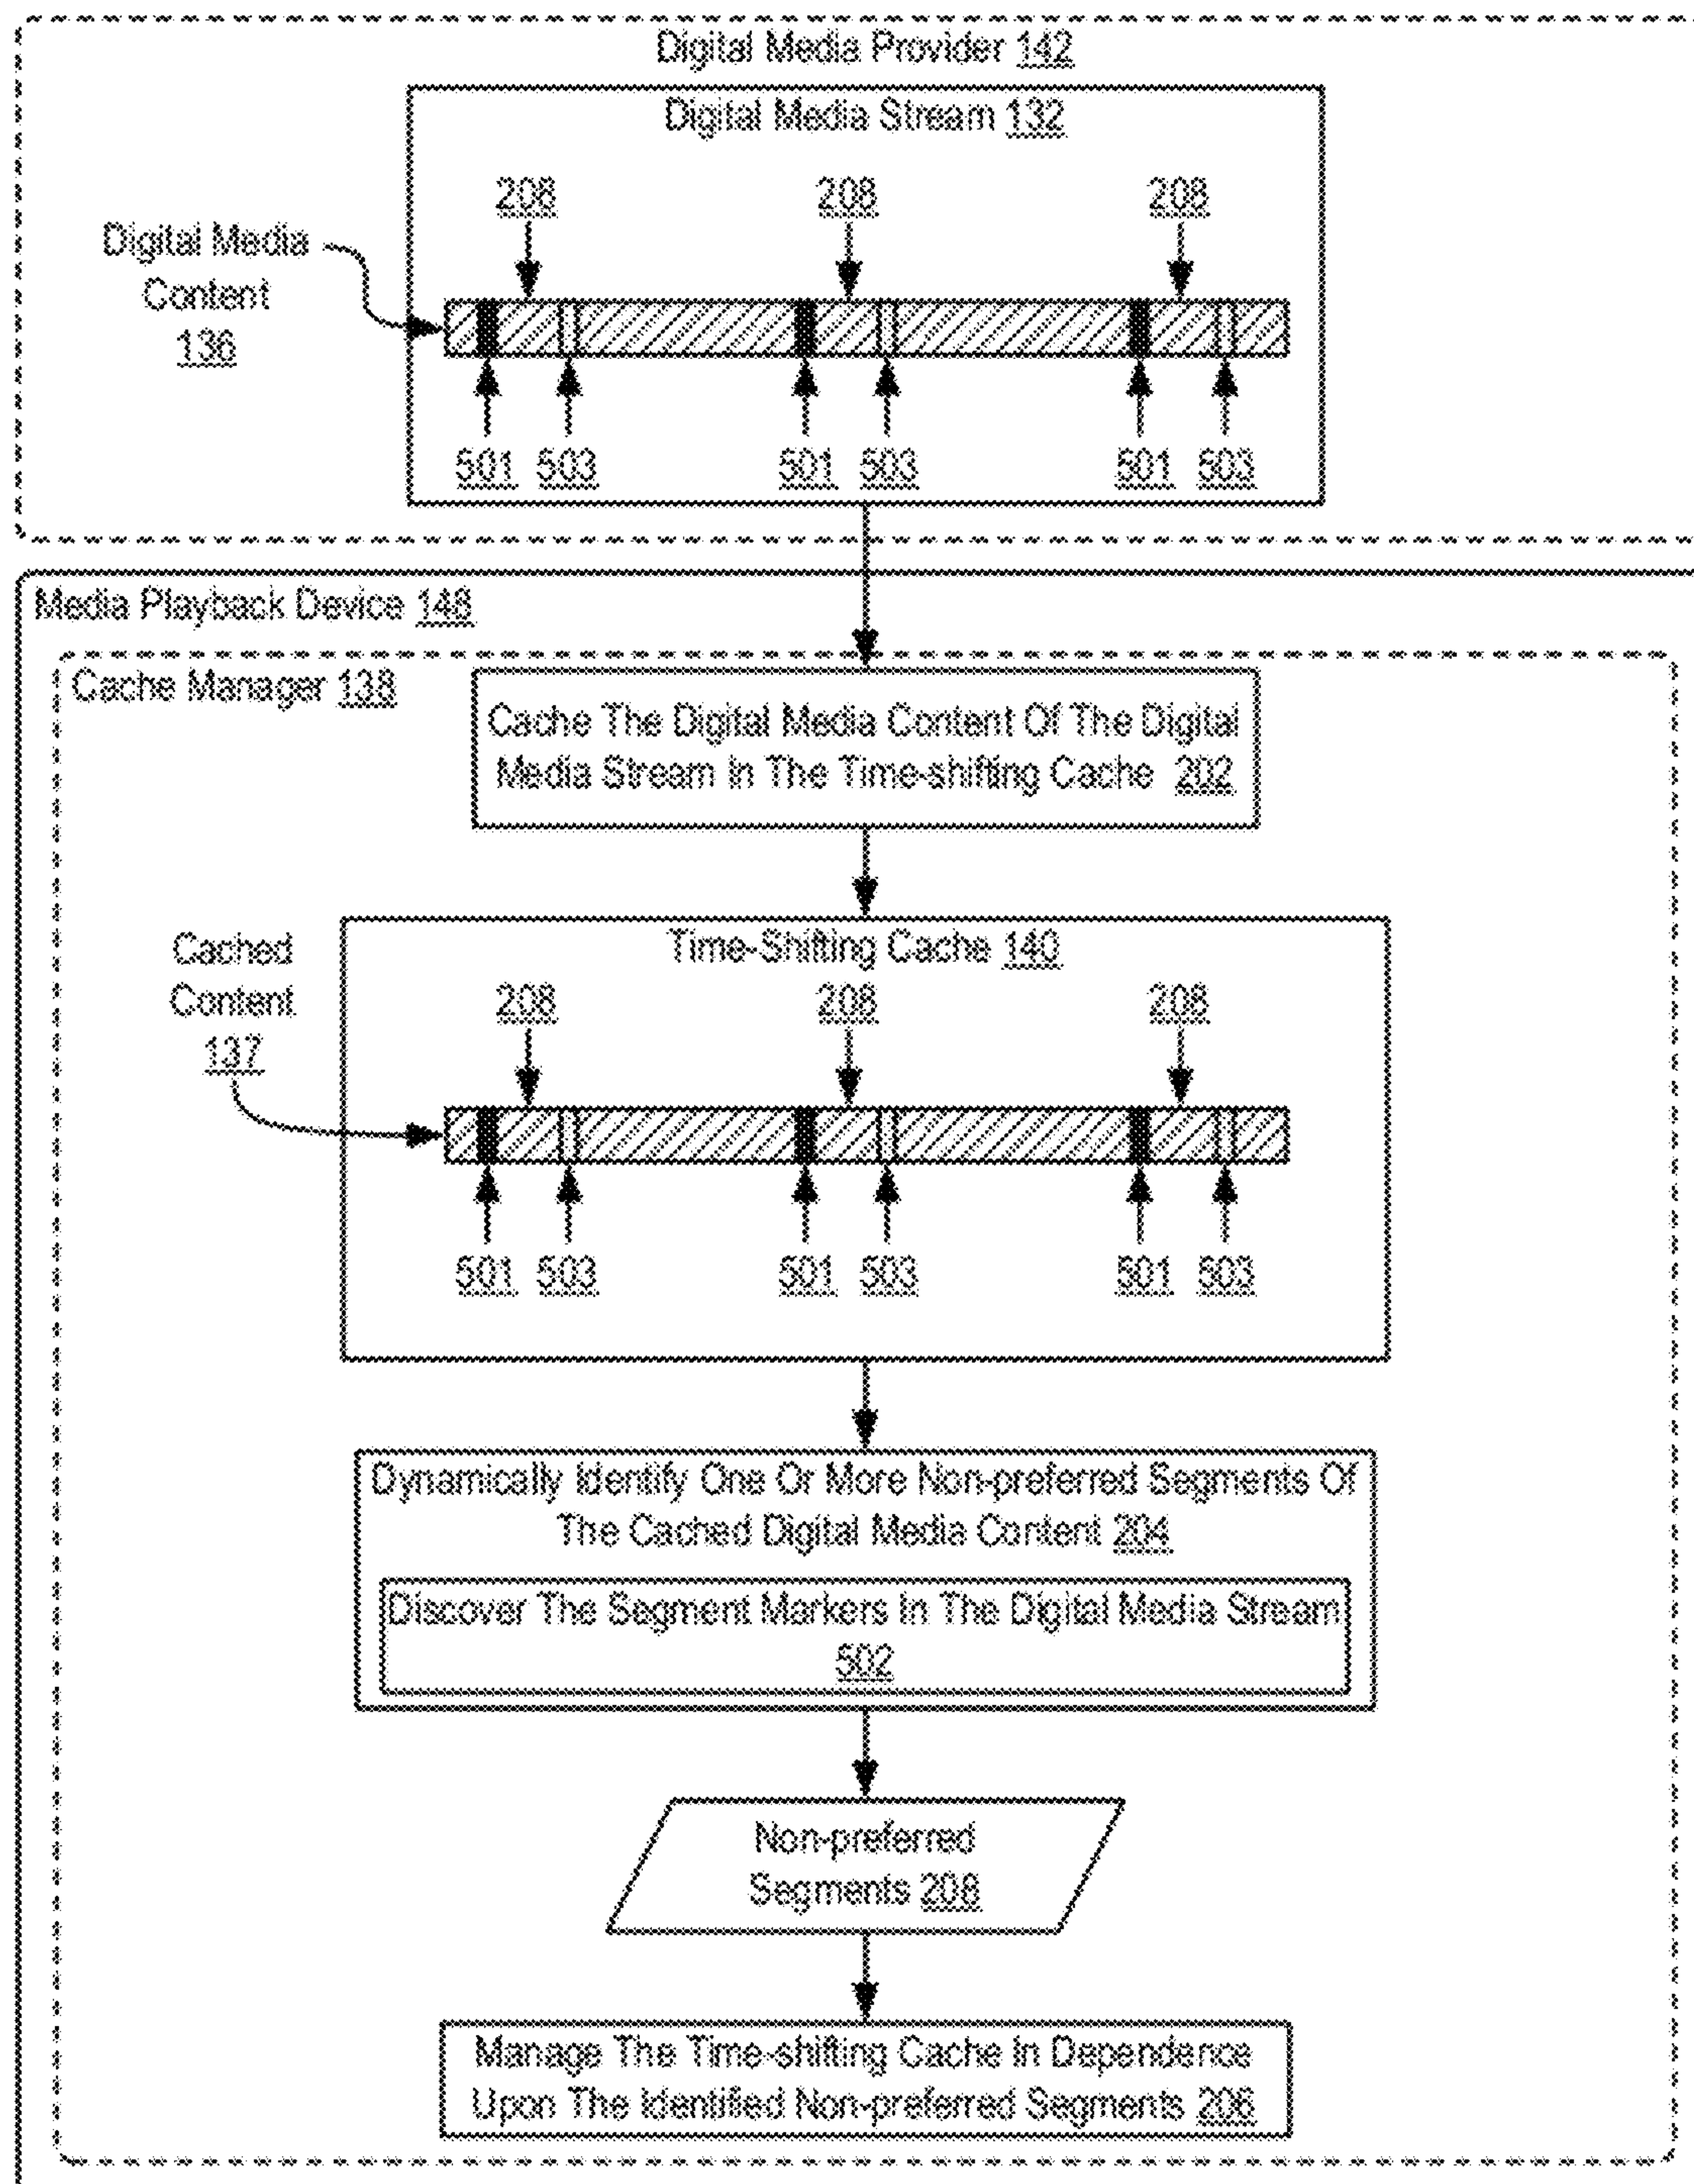 Digital Media Provider 142
Digital Media Stream 132
208 208 208
Digital Media
Content
136
501 503 501 503 501 503
Media Playback Device 148
Cache Manager 138
Cache The Digital Media Content Of The Digital
Media Stream In The Time-shifting Cache 202
Time-Shifting Cache 140
Cached
Content
137
208 208 208
501 503 501 503 501 503
Dynamically Identify One Or More Non-preferred Segments Of
The Cached Digital Media Content 204
Discover The Segment Markers In The Digital Media Stream
502
Non-preferred
Segments 208
Manage The Time-shifting Cache In Dependence
Upon The Identified Non-preferred Segments 206